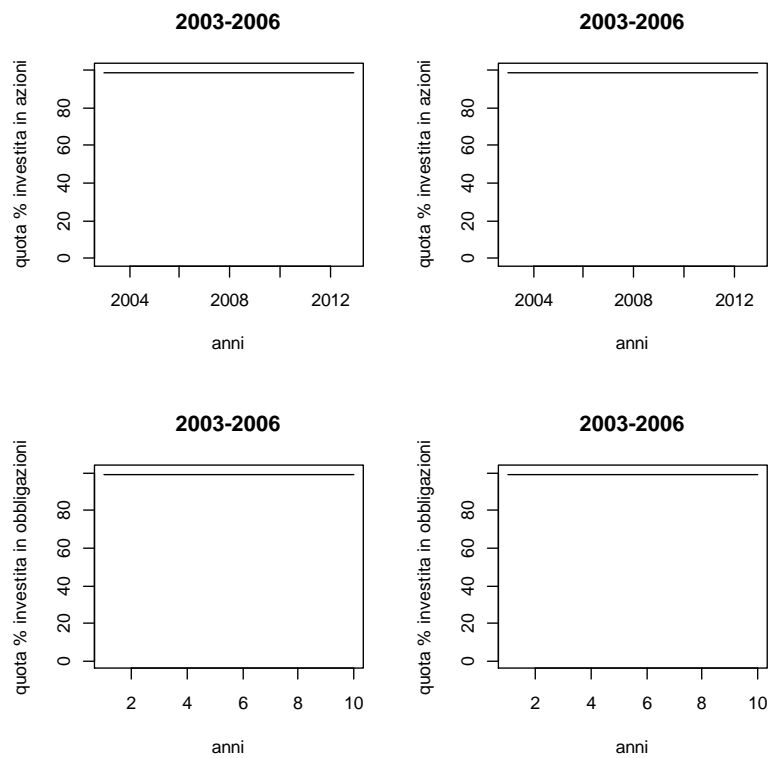 2003-2006
quota % investita in azioni
0 20 40 60 80
2004 2008 2012
anni
2003-2006
quota % investita in azioni
0 20 40 60 80
2004 2008 2012
anni
2003-2006
quota % investita in obbligazioni
0 20 40 60 80
2 4 6 8 10
anni
2003-2006
quota % investita in obbligazioni
0 20 40 60 80
2 4 6 8 10
anni